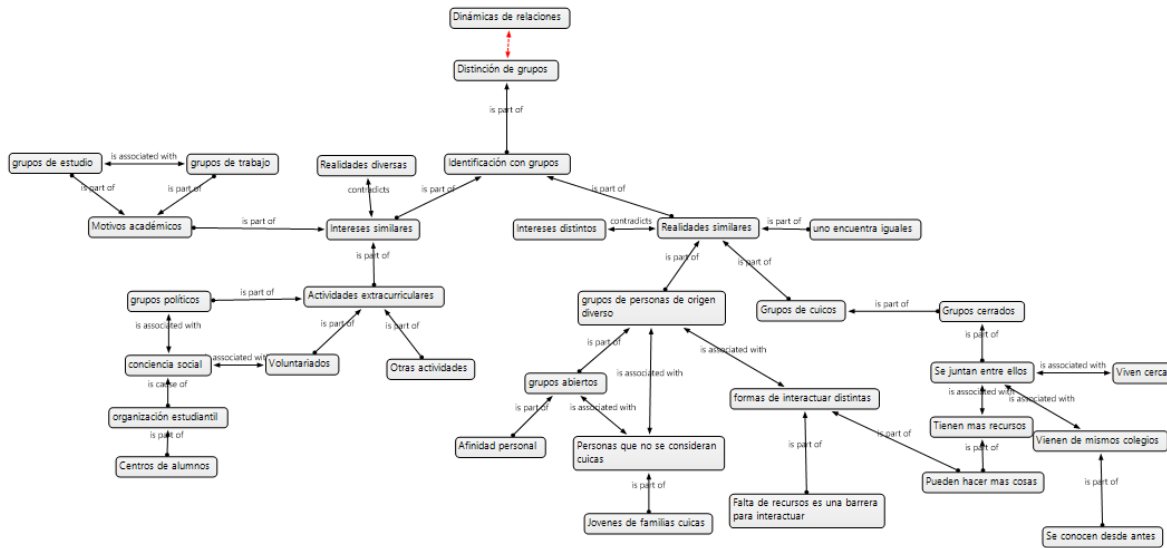 Dinámicas de relaciones
Distinción de grupos
is part of
grupos de estudio
is associated with
grupos de trabajo
Realidades diversas
Identificación con grupos
is part of
is part of
contradicts
is part of
is part of
Motivos académicos
is part of
Intereses similares
Intereses distintos
contradicts
Realidades similares
is part of
uno encuentra iguales
is part of
is part of
is part of
grupos políticos
is part of
Actividades extracurriculares
grupos de personas de origen
diverso
Grupos de cuicos
is part of
Grupos cerrados
is associated with
is part of
is part of
is part of
is part of
conciencia social
associated with
Voluntariados
Otras actividades
is associated with
is associated with
grupos abiertos
Se juntan entre ellos
is associated with
Viven cerca
is cause of
is part of
is associated with
formas de interactuar distintas
is associated with
is associated with
organización estudiantil
Tienen mas recursos
is part of
Afinidad personal
Personas que no se consideran
cuicas
is part of
is part of
Vienen de mismos colegios
Centros de alumnos
is part of
is part of
Pueden hacer mas cosas
is part of
Jovenes de familias cuicas
Falta de recursos es una barrera
para interactuar
Se conocen desde antes